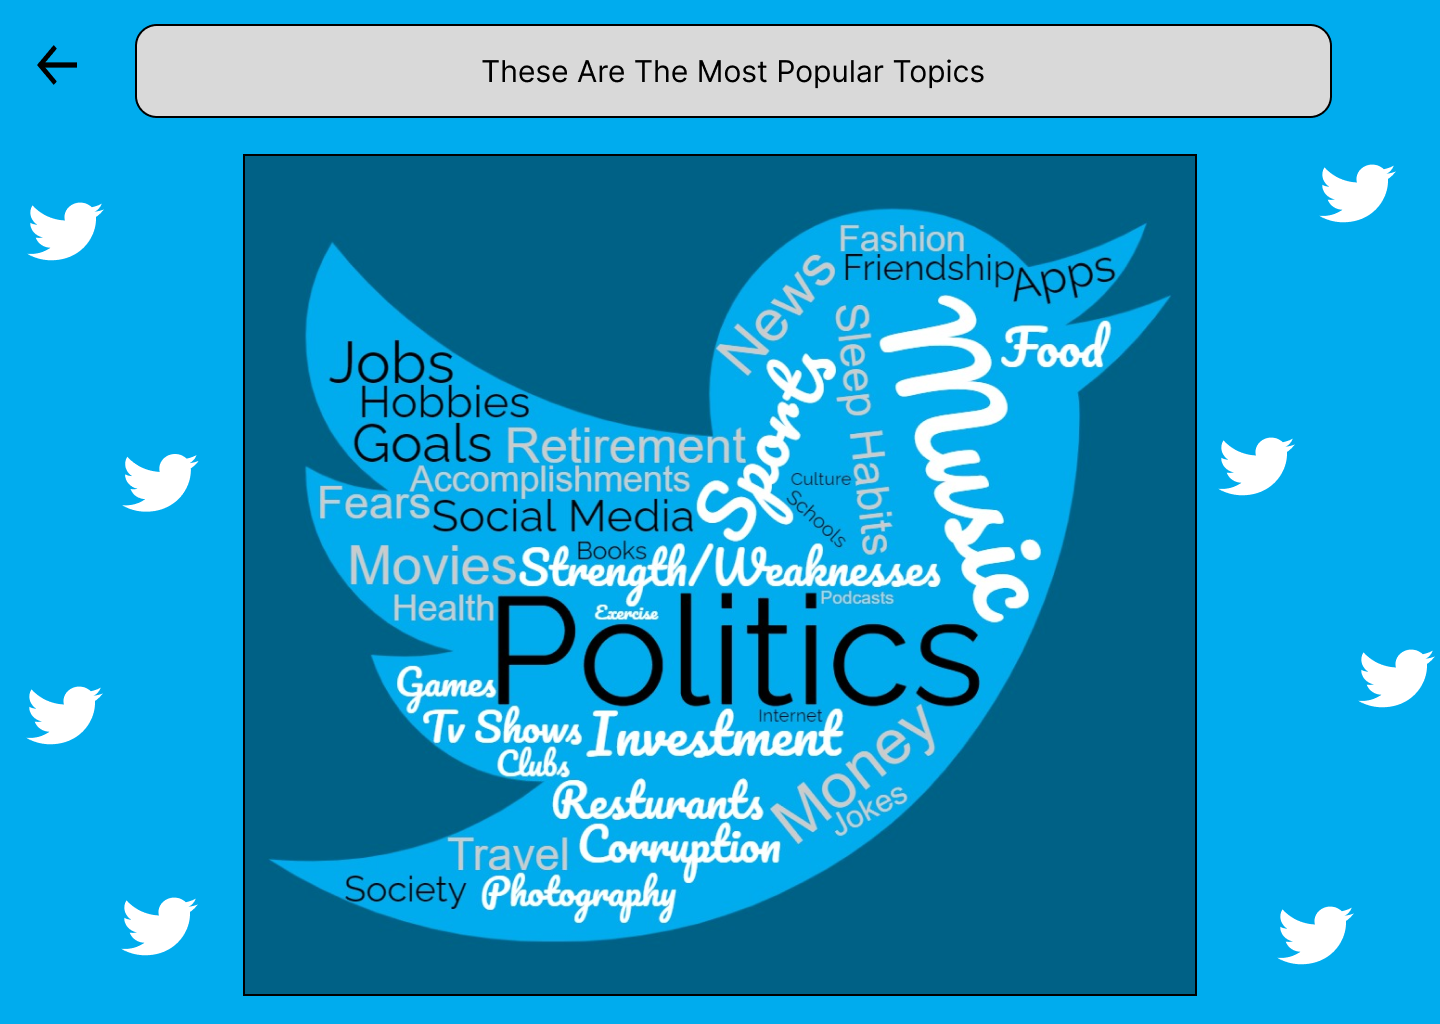 These Are The Most Popular Topics
Fashion
Friendship
Apps
News
Music
Food
Sleep Habits
Sports
Jobs
Hobbies
Goals
Retirement
Accomplishments
Fears
Social Media
Culture
Schools
Books
Movies
Strength/Weaknesses
Health
Exercise
Podcasts
Politics
Games
Internet
Tv Shows
Investment
Clubs
Money
Jokes
Resturants
Corruption
Travel
Society
Photography